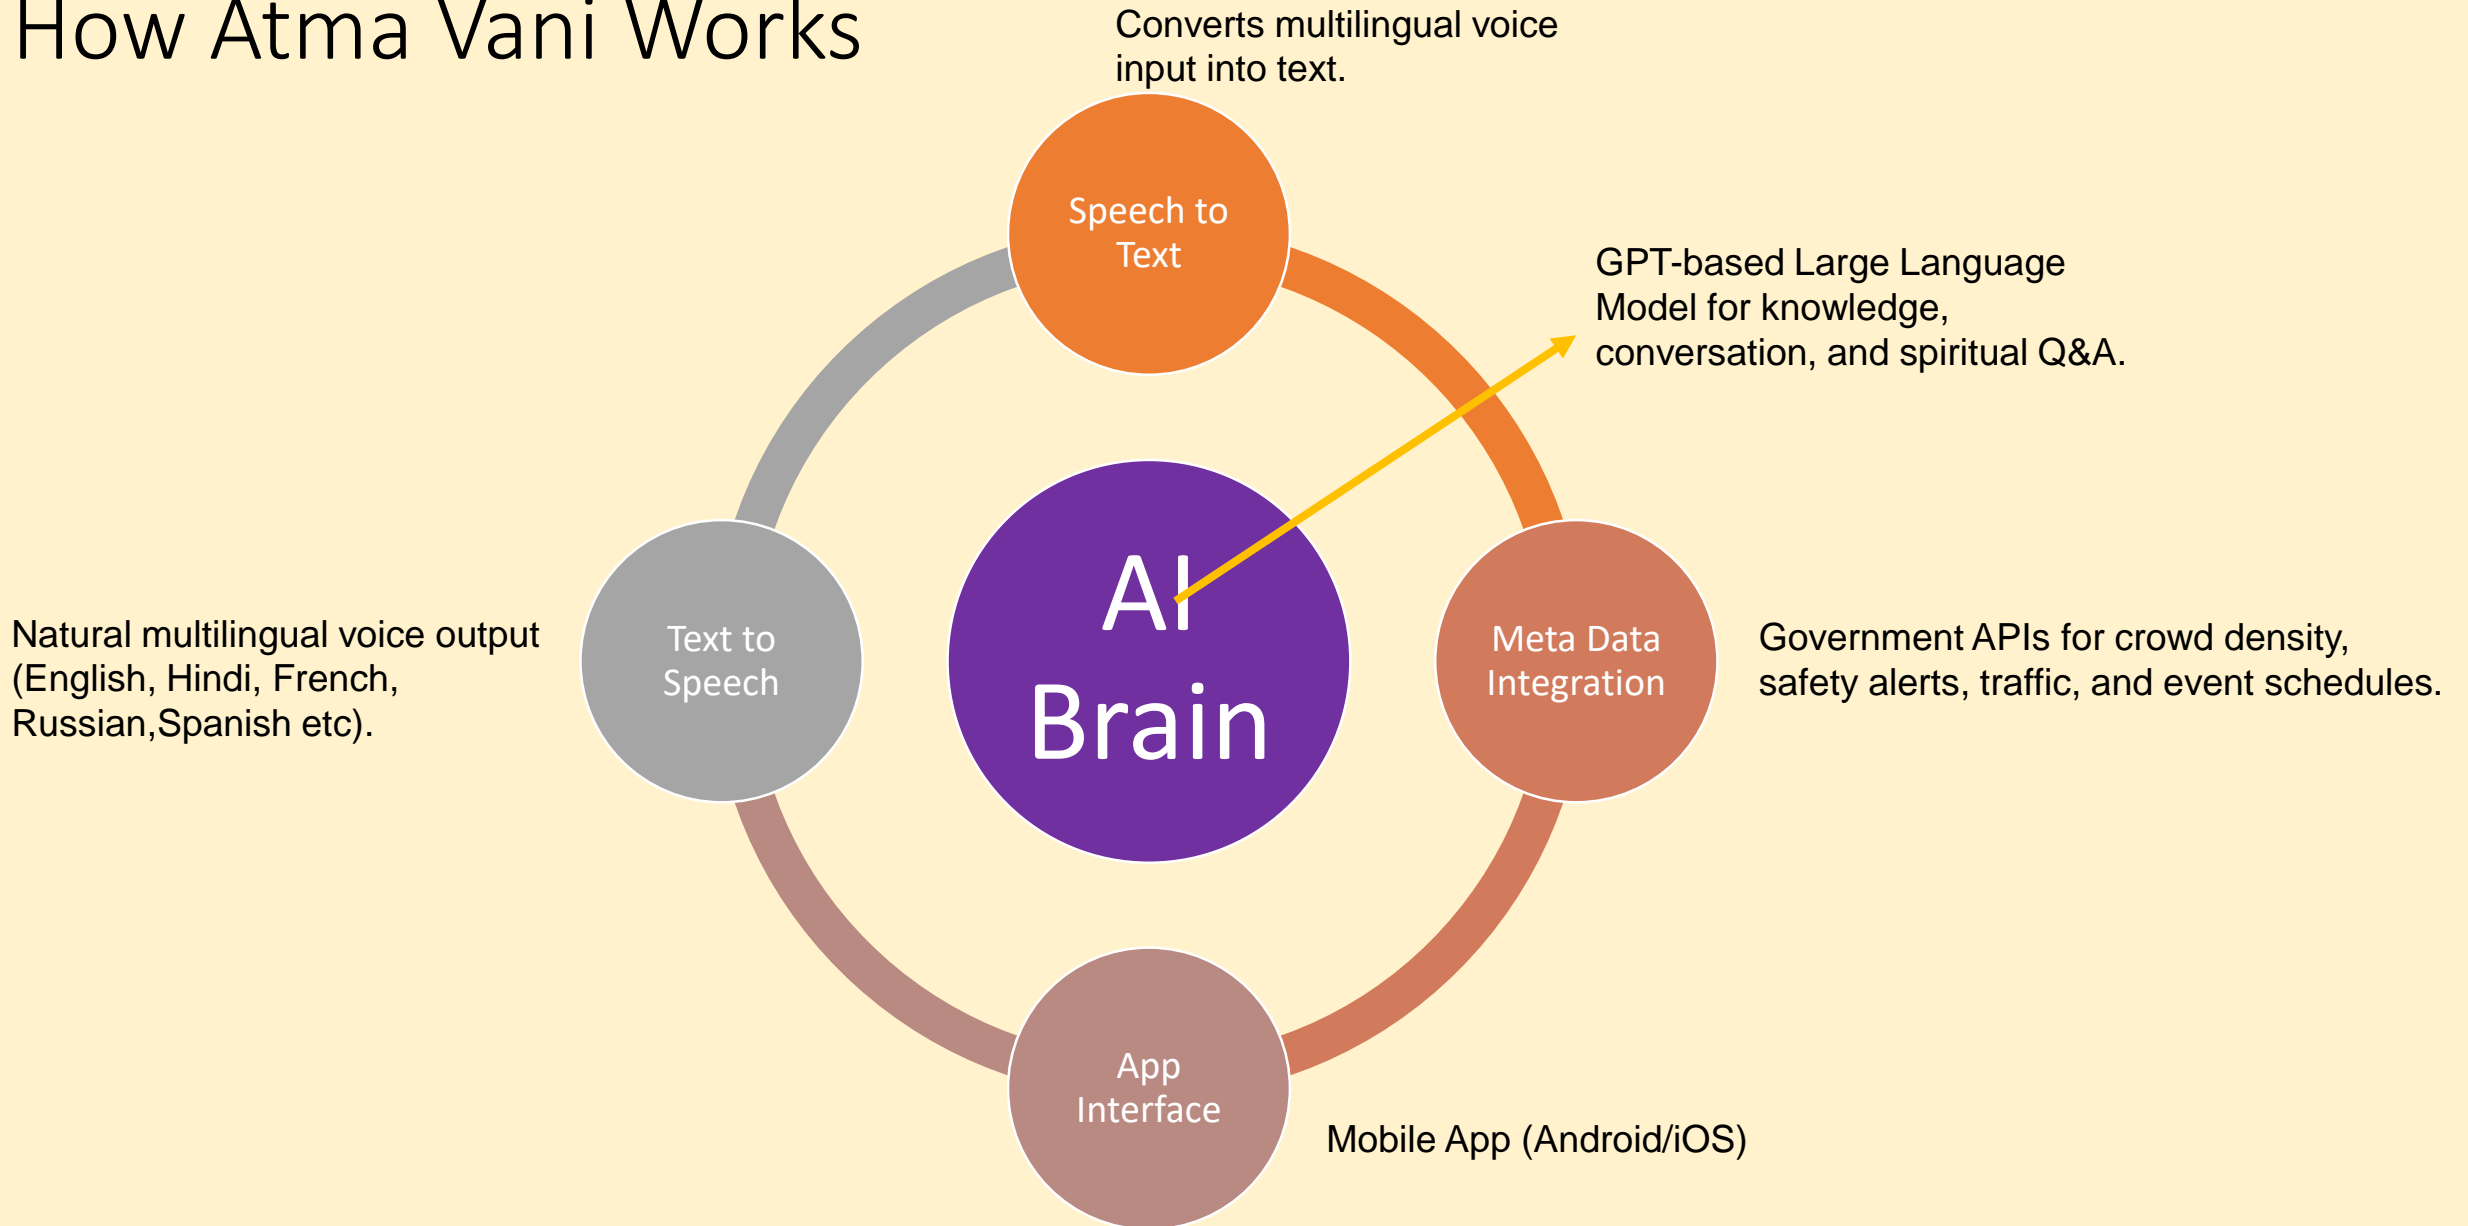 How Atma Vani Works
Converts multilingual voice
input into text.
Speech to
Text
GPT-based Large Language
Model for knowledge,
conversation, and spiritual Q&A.
AI
Brain
Natural multilingual voice output
(English, Hindi, French,
Russian,Spanish etc).
Text to
Speech
Meta Data
Integration
Government APIs for crowd density,
safety alerts, traffic, and event schedules.
App
Interface
Mobile App (Android/iOS)